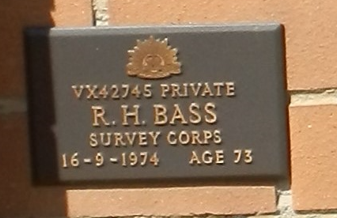 VX42745 PRIVATE
R. H. BASS
SURVEY CORPS
16-9-1974 AGE 73